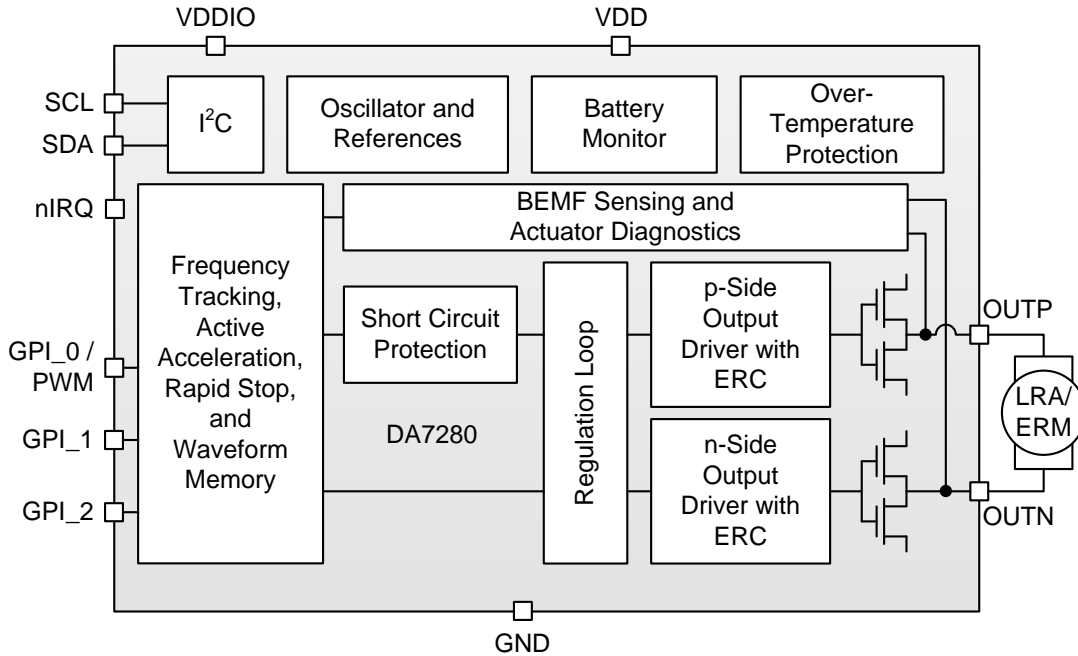 VDDIO
VDD
SCL
SDA
I²C
Oscillator and
References
Battery
Monitor
Over-
Temperature
Protection
nIRQ
BEMF Sensing and
Actuator Diagnostics
Frequency
Tracking,
Active
Acceleration,
Rapid Stop,
and
Waveform
Memory
Short Circuit
Protection
Regulation Loop
p-Side
Output
Driver with
ERC
OUTP
GPI_0 /
PWM
LRA/
ERM
DA7280
GPI_1
n-Side
Output
Driver with
ERC
GPI_2
OUTN
GND